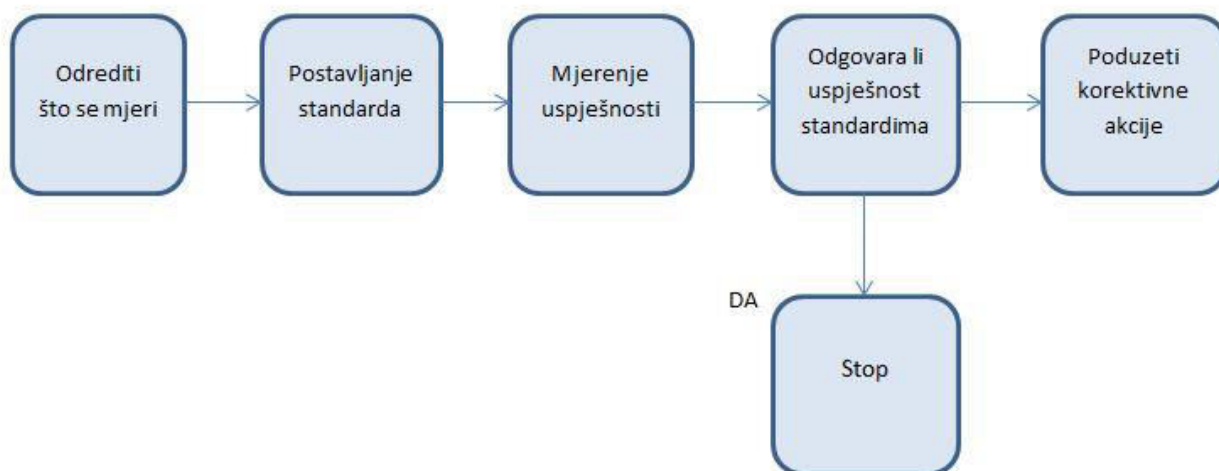 Odrediti
što se mjeri
Postavljanje
standarda
Mjerenje
uspješnosti
Odgovara li
uspješnost
standardima
Poduzeti
korektivne
akcije
DA
Stop